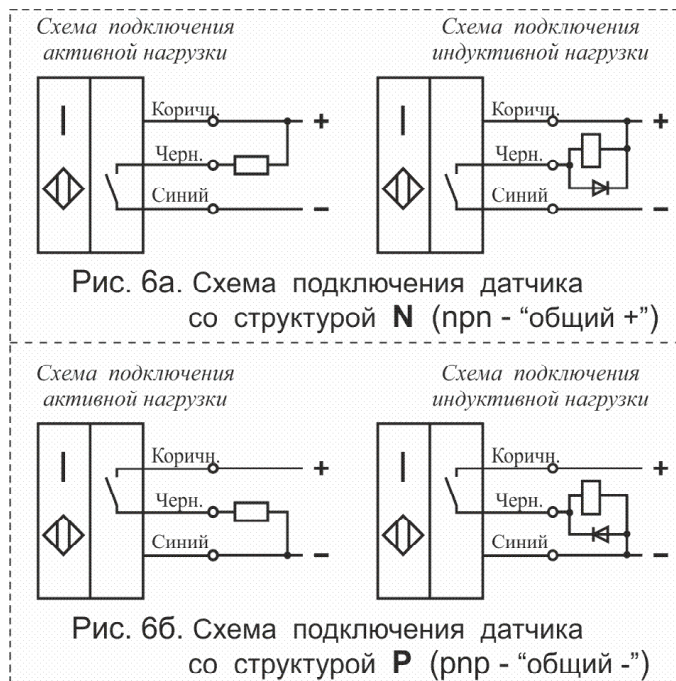 Схема подключения
активной нагрузки
Коричн.
+
Черн.
Синий
−
Схема подключения
индуктивной нагрузки
Коричн.
+
Черн.
Синий
−
Рис. 6а. Схема подключения датчика
со структурой N (npn - “общий +”)
Схема подключения
активной нагрузки
Коричн.
+
Черн.
Синий
−
Схема подключения
индуктивной нагрузки
Коричн.
+
Черн.
Синий
−
Рис. 6б. Схема подключения датчика
со структурой P (pnp - “общий -”)